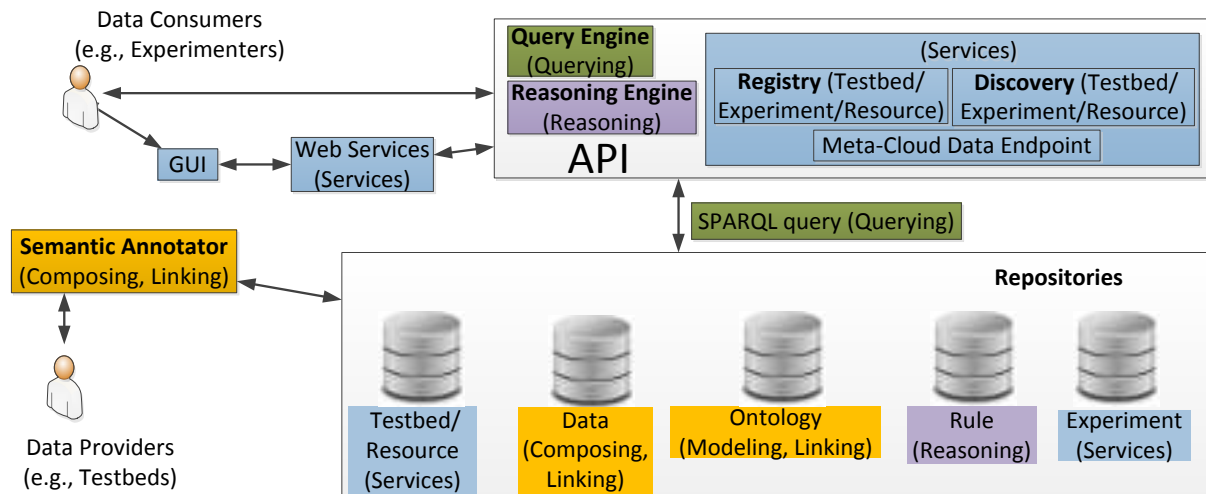 Data Consumers
(e.g., Experimenters)
GUI
Web Services
(Services)
Query Engine
(Querying)
Reasoning Engine
(Reasoning)
API
(Services)
Registry (Testbed/
Experiment/Resource)
Discovery (Testbed/
Experiment/Resource)
Meta-Cloud Data Endpoint
SPARQL query (Querying)
Semantic Annotator
(Composing, Linking)
Data Providers
(e.g., Testbeds)
Repositories
Testbed/
Resource
(Services)
Data
(Composing,
Linking)
Ontology
(Modeling, Linking)
Rule
(Reasoning)
Experiment
(Services)